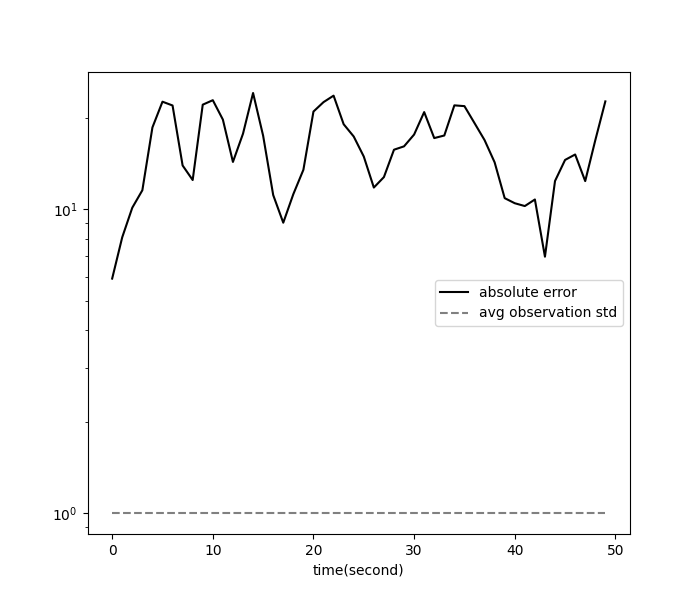 10¹
10⁰
absolute error
avg observation std
0 10 20 30 40 50
time(second)